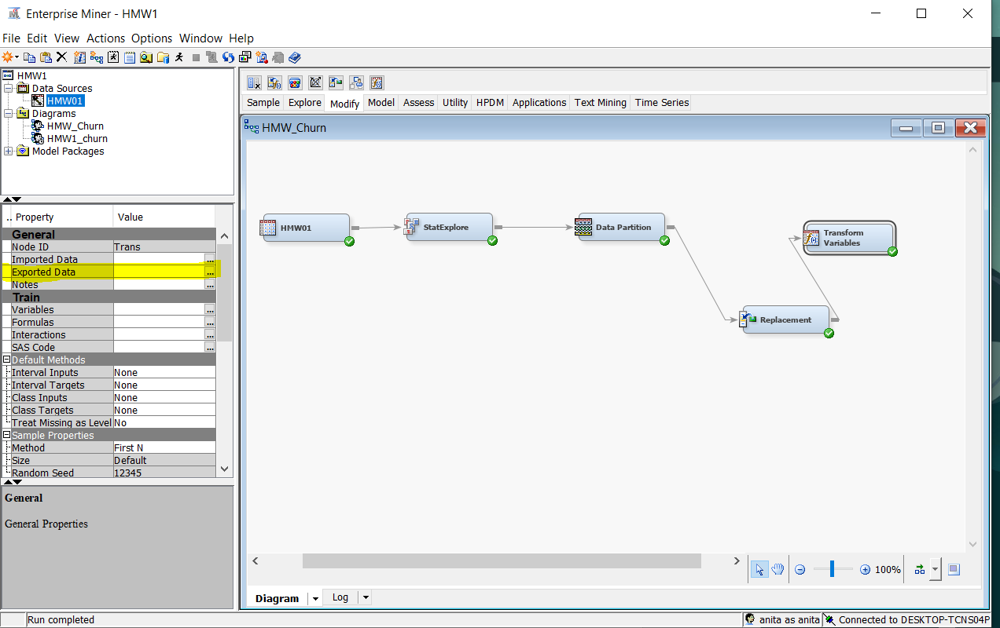 Enterprise Miner - HMW1
File Edit View Actions Options Window Help
HMW1
Data Sources
HMW01
Diagrams
HMW_Churn
HMW1_churn
Model Packages
.. Property Value
General
Node ID Trans
Imported Data ...
Exported Data ...
Notes ...
Train
Variables ...
Formulas ...
Interactions ...
SAS Code ...
Default Methods
Interval Inputs None
Interval Targets None
Class Inputs None
Class Targets None
Treat Missing as Level No
Sample Properties
Method First N
Size Default
Random Seed 12345
General
General Properties
Sample Explore Modify Model Assess Utility HPDM Applications Text Mining Time Series
HMW_Churn
HMW01
StatExplore
Data Partition
Transform
Variables
Replacement
100%
Diagram Log
Run completed
anita as anita Connected to DESKTOP-TCNS04P